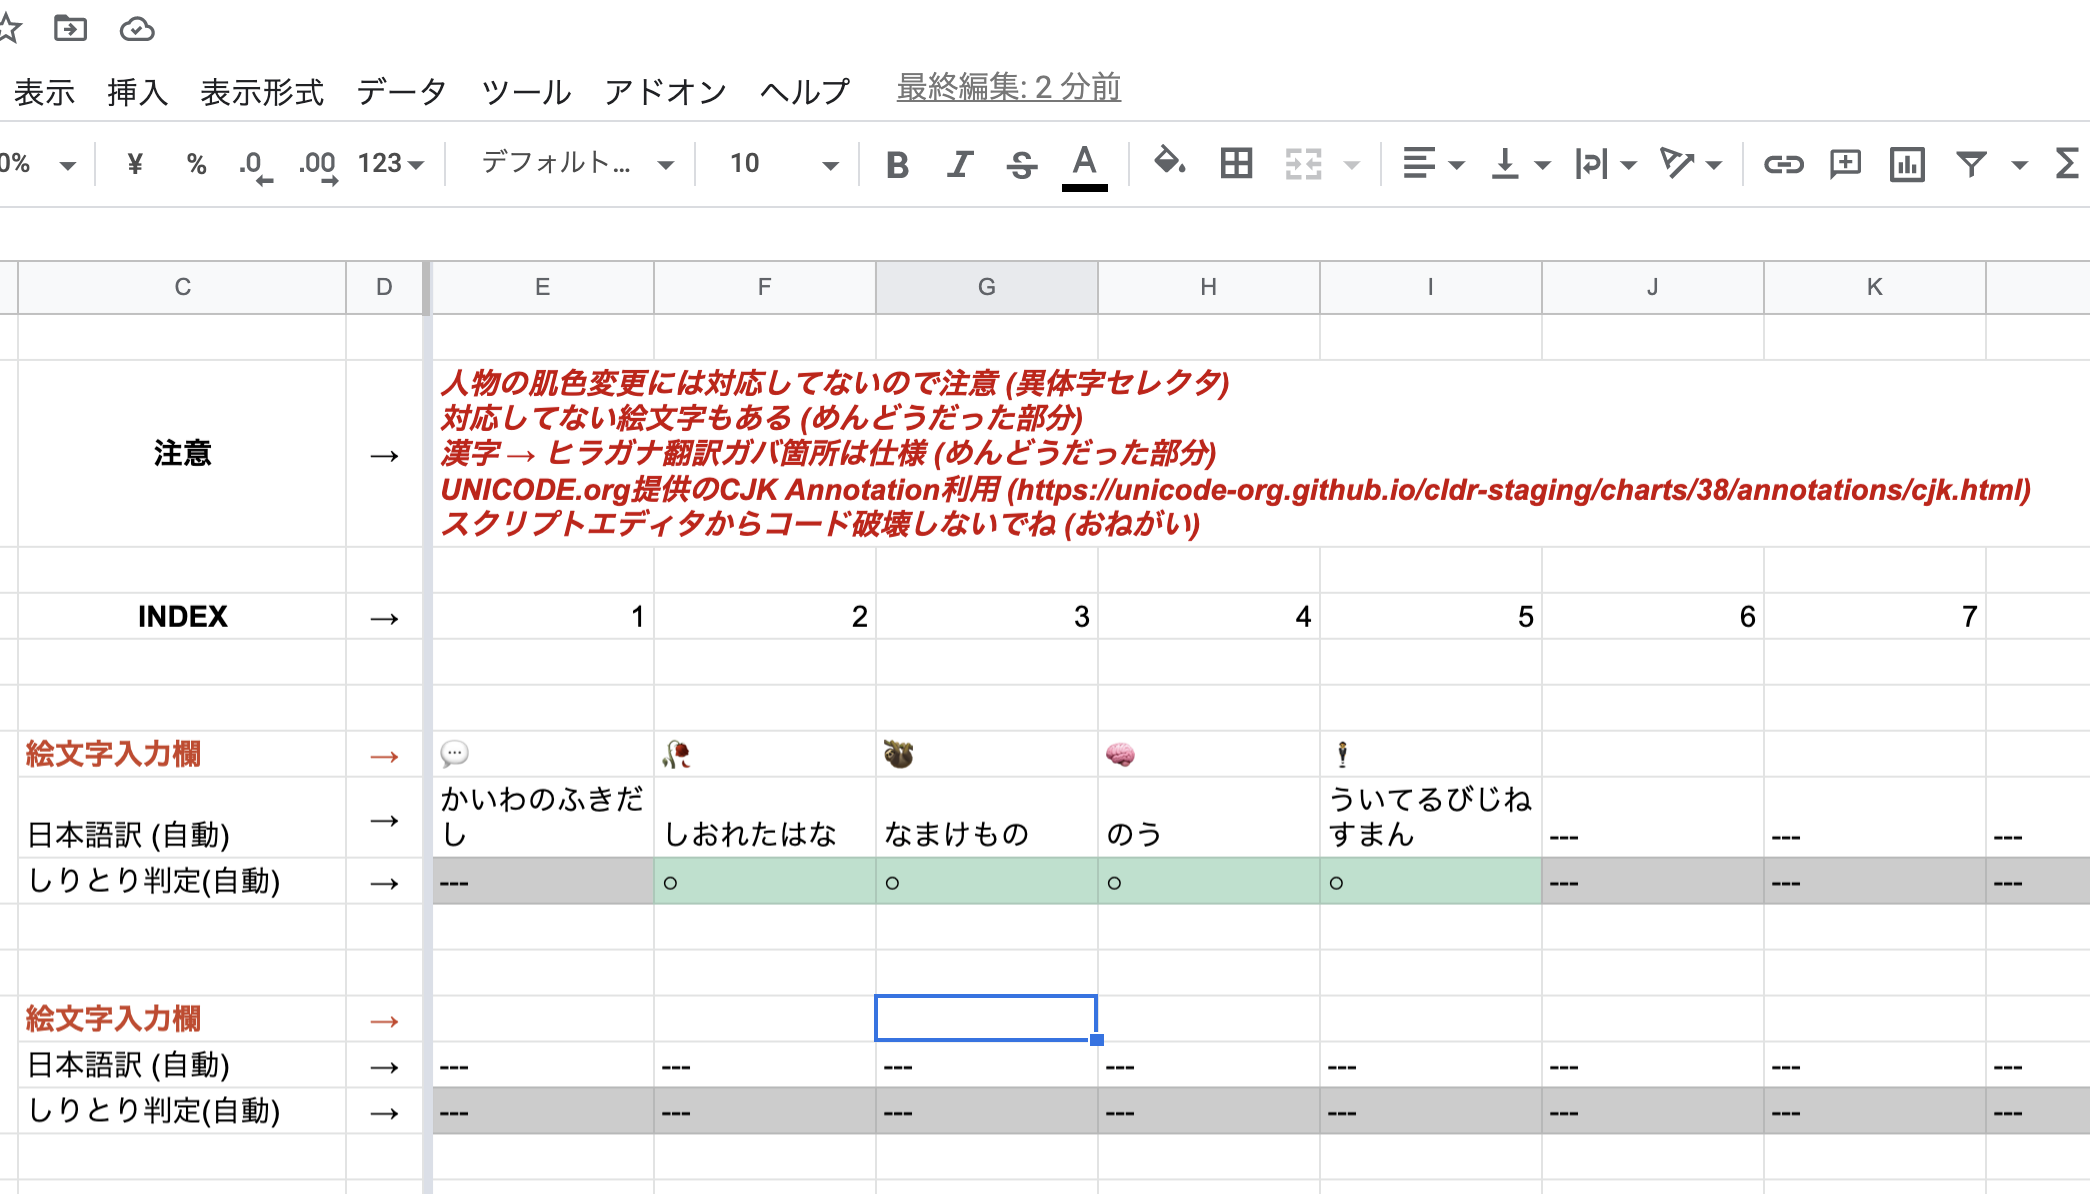 表示 挿入 表示形式 データ ツール アドオン ヘルプ 最終編集: 2 分前
0% ¥ % .0 .00 123 デフォルト... 10 B I S A
C D E F G H I J K
注意 →
人物の肌色変更には対応してないので注意 (異体字セレクタ)
対応してない絵文字もある (めんどうだった部分)
漢字 → ヒラガナ翻訳ガバ箇所は仕様 (めんどうだった部分)
UNICODE.org提供のCJK Annotation利用 (https://unicode-org.github.io/cldr-staging/charts/38/annotations/cjk.html)
スクリプトエディタからコード破壊しないでね (おねがい)
INDEX → 1 2 3 4 5 6 7
絵文字入力欄 → 💬 🥀 🦥 🧠 🕴
日本語訳 (自動) → かいわのふきだし しおれたはな なまけもの のう ういてるびじねすまん --- --- ---
しりとり判定(自動) → --- ○ ○ ○ ○ --- --- ---
絵文字入力欄 →
日本語訳 (自動) → --- --- --- --- --- --- --- ---
しりとり判定(自動) → --- --- --- --- --- --- --- ---